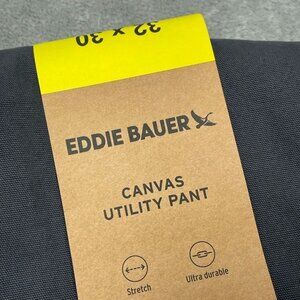 32 x 30
EDDIE BAUER
CANVAS
UTILITY PANT
Stretch
Ultra durable